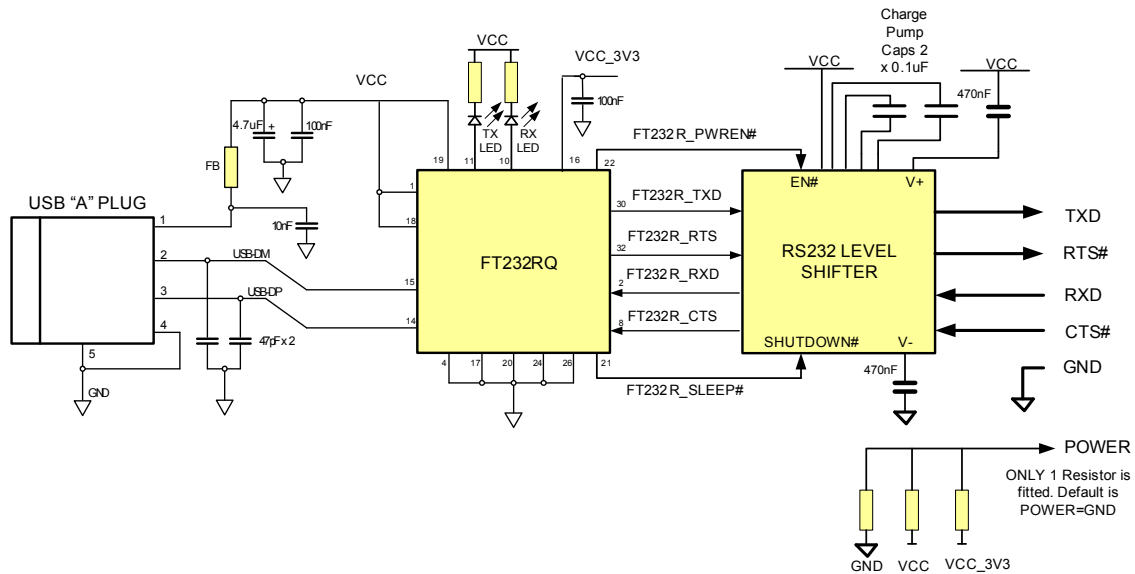 Charge
Pump
Caps 2
x 0.1uF
VCC
VCC_3V3
VCC
VCC
VCC
4.7uF
+
100nF
TX
LED
RX
LED
100nF
470nF
FT232R_PWREN#
19
11
10
16
22
FB
EN#
V+
USB “A” PLUG
1
1
18
FT232R_TXD
30
TXD
10nF
2
USB-DM
FT232RQ
32
FT232R_RTS
RS232 LEVEL
SHIFTER
RTS#
3
USB-DP
15
2
FT232R_RXD
RXD
4
14
8
FT232R_CTS
CTS#
5
47pF x 2
SHUTDOWN#
V-
4
17
20
24
26
21
GND
FT232R_SLEEP#
470nF
GND
POWER
ONLY 1 Resistor is
fitted. Default is
POWER=GND
GND
VCC
VCC_3V3